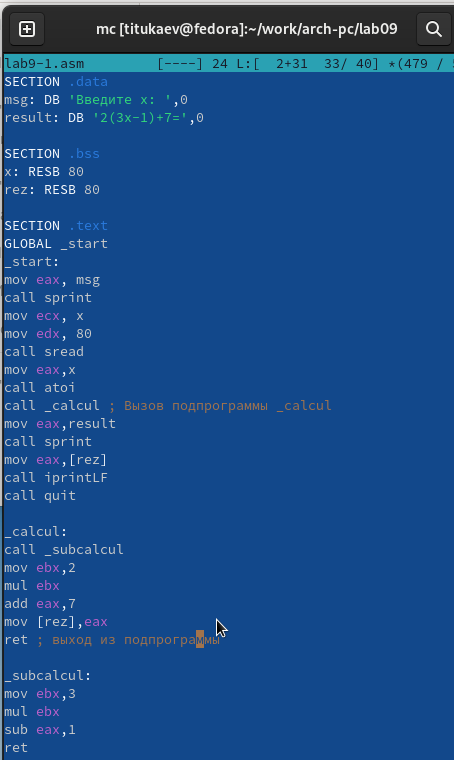 mc [titukaev@fedora]:~/work/arch-pc/lab09
lab9-1.asm [----] 24 L:[ 2+31 33/ 40] *(479 /
SECTION .data
msg: DB 'Введите x: ',0
result: DB '2(3x-1)+7=',0
SECTION .bss
x: RESB 80
rez: RESB 80
SECTION .text
GLOBAL _start
_start:
mov eax, msg
call sprint
mov ecx, x
mov edx, 80
call sread
mov eax,x
call atoi
call _calcul ; Вызов подпрограммы _calcul
mov eax,result
call sprint
mov eax,[rez]
call iprintLF
call quit
_calcul:
call _subcalcul
mov ebx,2
mul ebx
add eax,7
mov [rez],eax
ret ; выход из подпрограммы
_subcalcul:
mov ebx,3
mul ebx
sub eax,1
ret